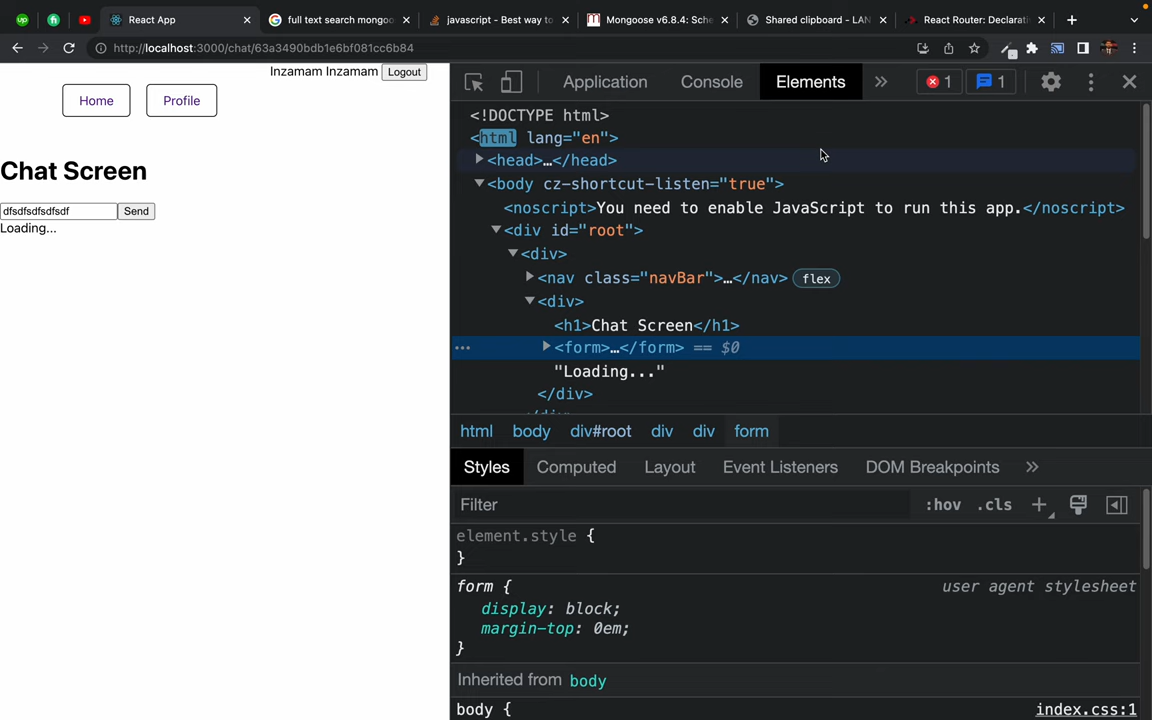 React App
full text search mongoo
javascript - Best way to
Mongoose v6.8.4: Sche
Shared clipboard - LAN
React Router: Declarati
http://localhost:3000/chat/63a3490bdb1e6bf081cc6b84
Inzamam Inzamam Logout
Home Profile
Chat Screen
dfsdfsdfsdfsdf Send
Loading...
Application Console Elements » 1 1
<!DOCTYPE html>
<html lang="en">
<head>…</head>
<body cz-shortcut-listen="true">
<noscript>You need to enable JavaScript to run this app.</noscript>
<div id="root">
<div>
<nav class="navBar">…</nav> flex
<div>
<h1>Chat Screen</h1>
<form>…</form> == $0
"Loading..."
</div>
html body div#root div div form
Styles Computed Layout Event Listeners DOM Breakpoints »
Filter :hov .cls
element.style {
}
form { user agent stylesheet
display: block;
margin-top: 0em;
}
Inherited from body
body { index.css:1